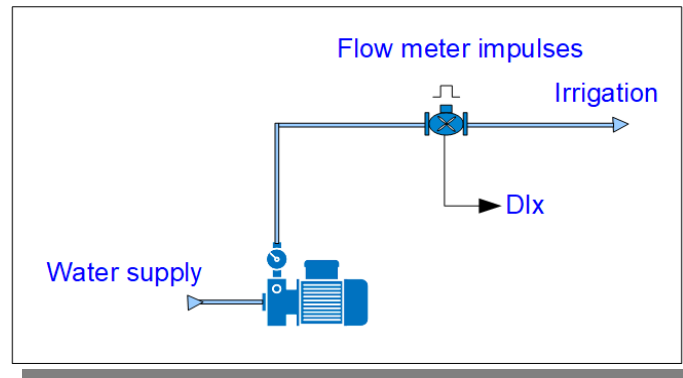 Flow meter impulses
Irrigation
DIx
Water supply